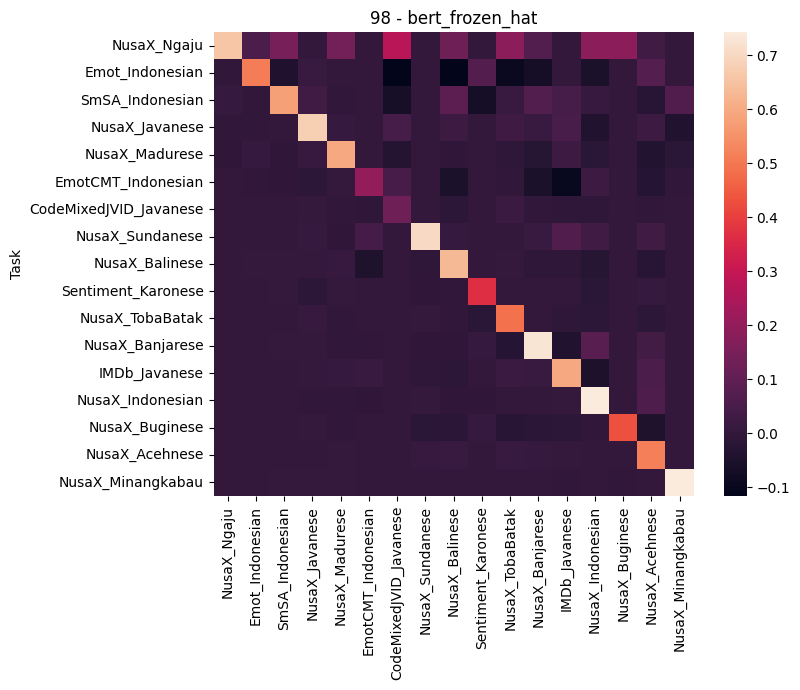 98 - bert_frozen_hat
Task
NusaX_Ngaju
Emot_Indonesian
SmSA_Indonesian
NusaX_Javanese
NusaX_Madurese
EmotCMT_Indonesian
CodeMixedJVID_Javanese
NusaX_Sundanese
NusaX_Balinese
Sentiment_Karonese
NusaX_TobaBatak
NusaX_Banjarese
IMDb_Javanese
NusaX_Indonesian
NusaX_Buginese
NusaX_Acehnese
NusaX_Minangkabau
NusaX_Ngaju
Emot_Indonesian
SmSA_Indonesian
NusaX_Javanese
NusaX_Madurese
EmotCMT_Indonesian
CodeMixedJVID_Javanese
NusaX_Sundanese
NusaX_Balinese
Sentiment_Karonese
NusaX_TobaBatak
NusaX_Banjarese
IMDb_Javanese
NusaX_Indonesian
NusaX_Buginese
NusaX_Acehnese
NusaX_Minangkabau
0.7
0.6
0.5
0.4
0.3
0.2
0.1
0.0
−0.1